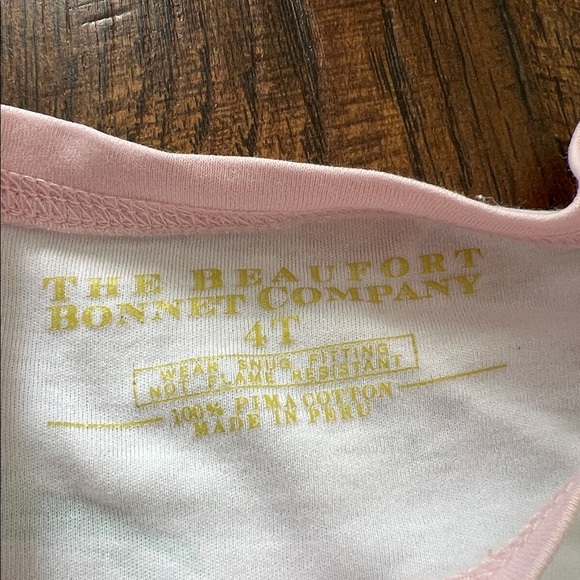 THE BEAUFORT
BONNET COMPANY
4T
WEAR SNUG FITTING
NOT FLAME RESISTANT
100% PIMA COTTON
MADE IN PERU